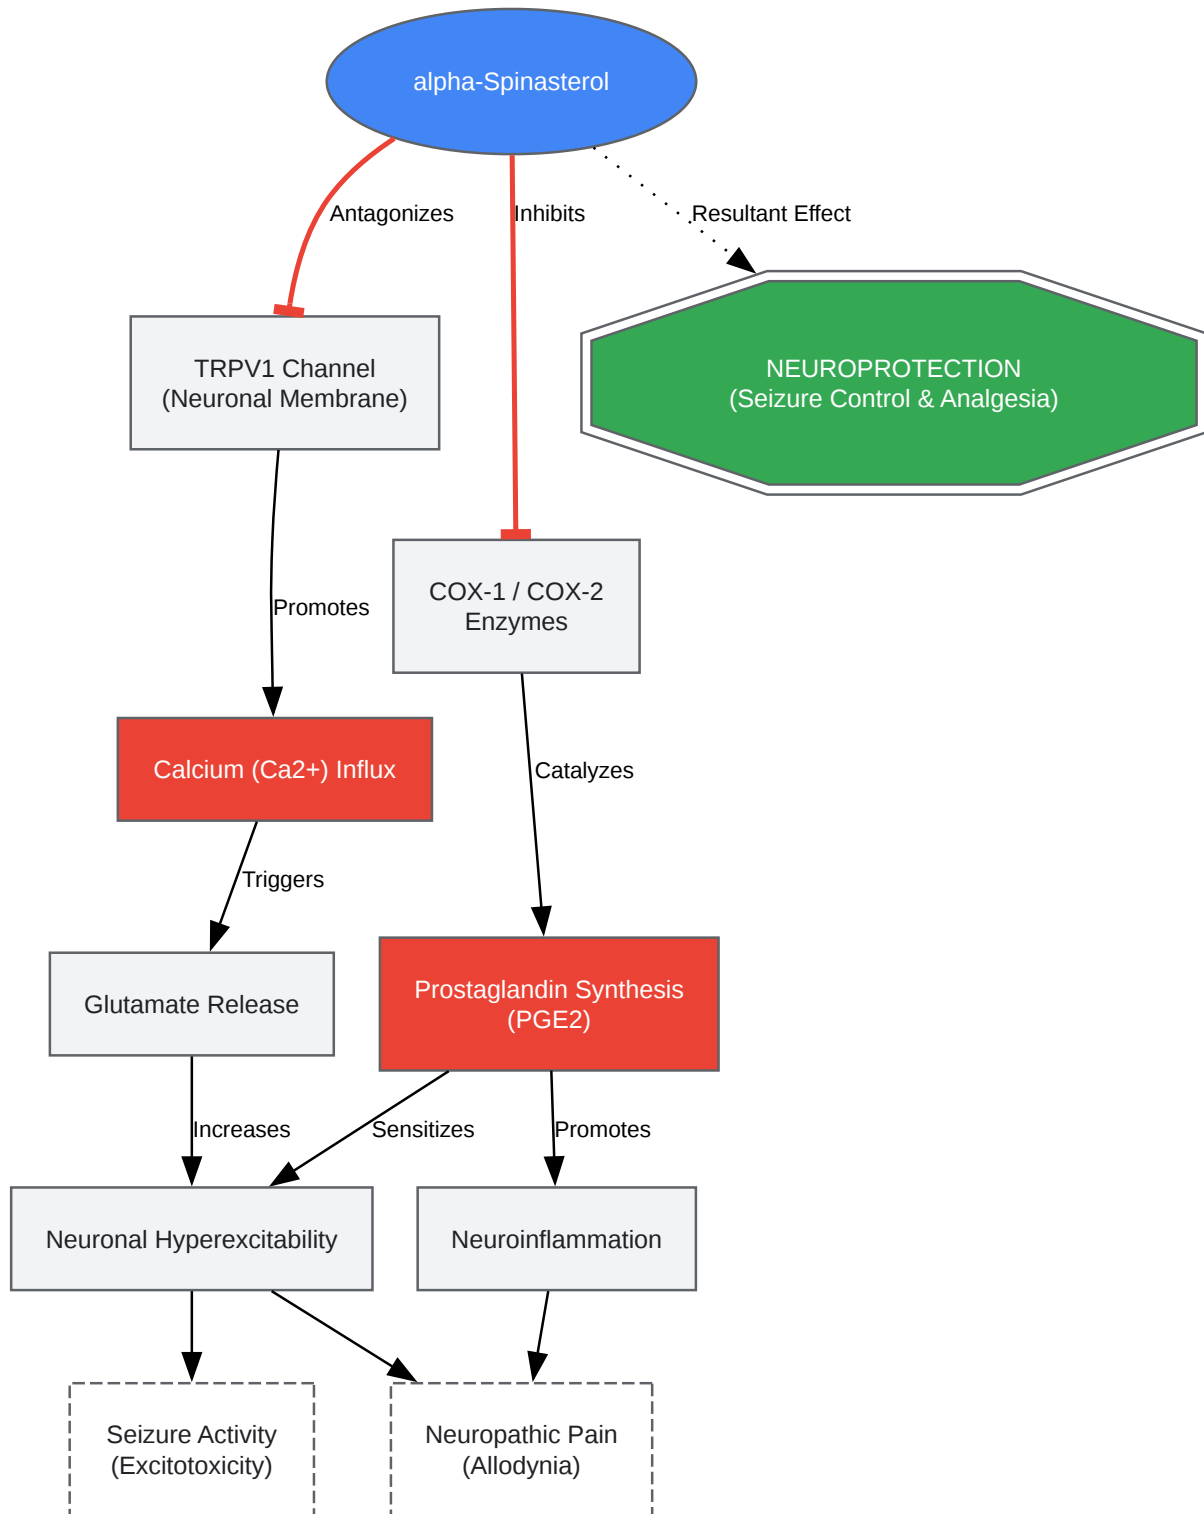 alpha-Spinasterol
Antagonizes
Inhibits
Resultant Effect
TRPV1 Channel
(Neuronal Membrane)
NEUROPROTECTION
(Seizure Control & Analgesia)
COX-1 / COX-2
Enzymes
Promotes
Calcium (Ca2+) Influx
Catalyzes
Triggers
Glutamate Release
Prostaglandin Synthesis
(PGE2)
Increases
Sensitizes
Promotes
Neuronal Hyperexcitability
Neuroinflammation
Seizure Activity
(Excitotoxicity)
Neuropathic Pain
(Allodynia)